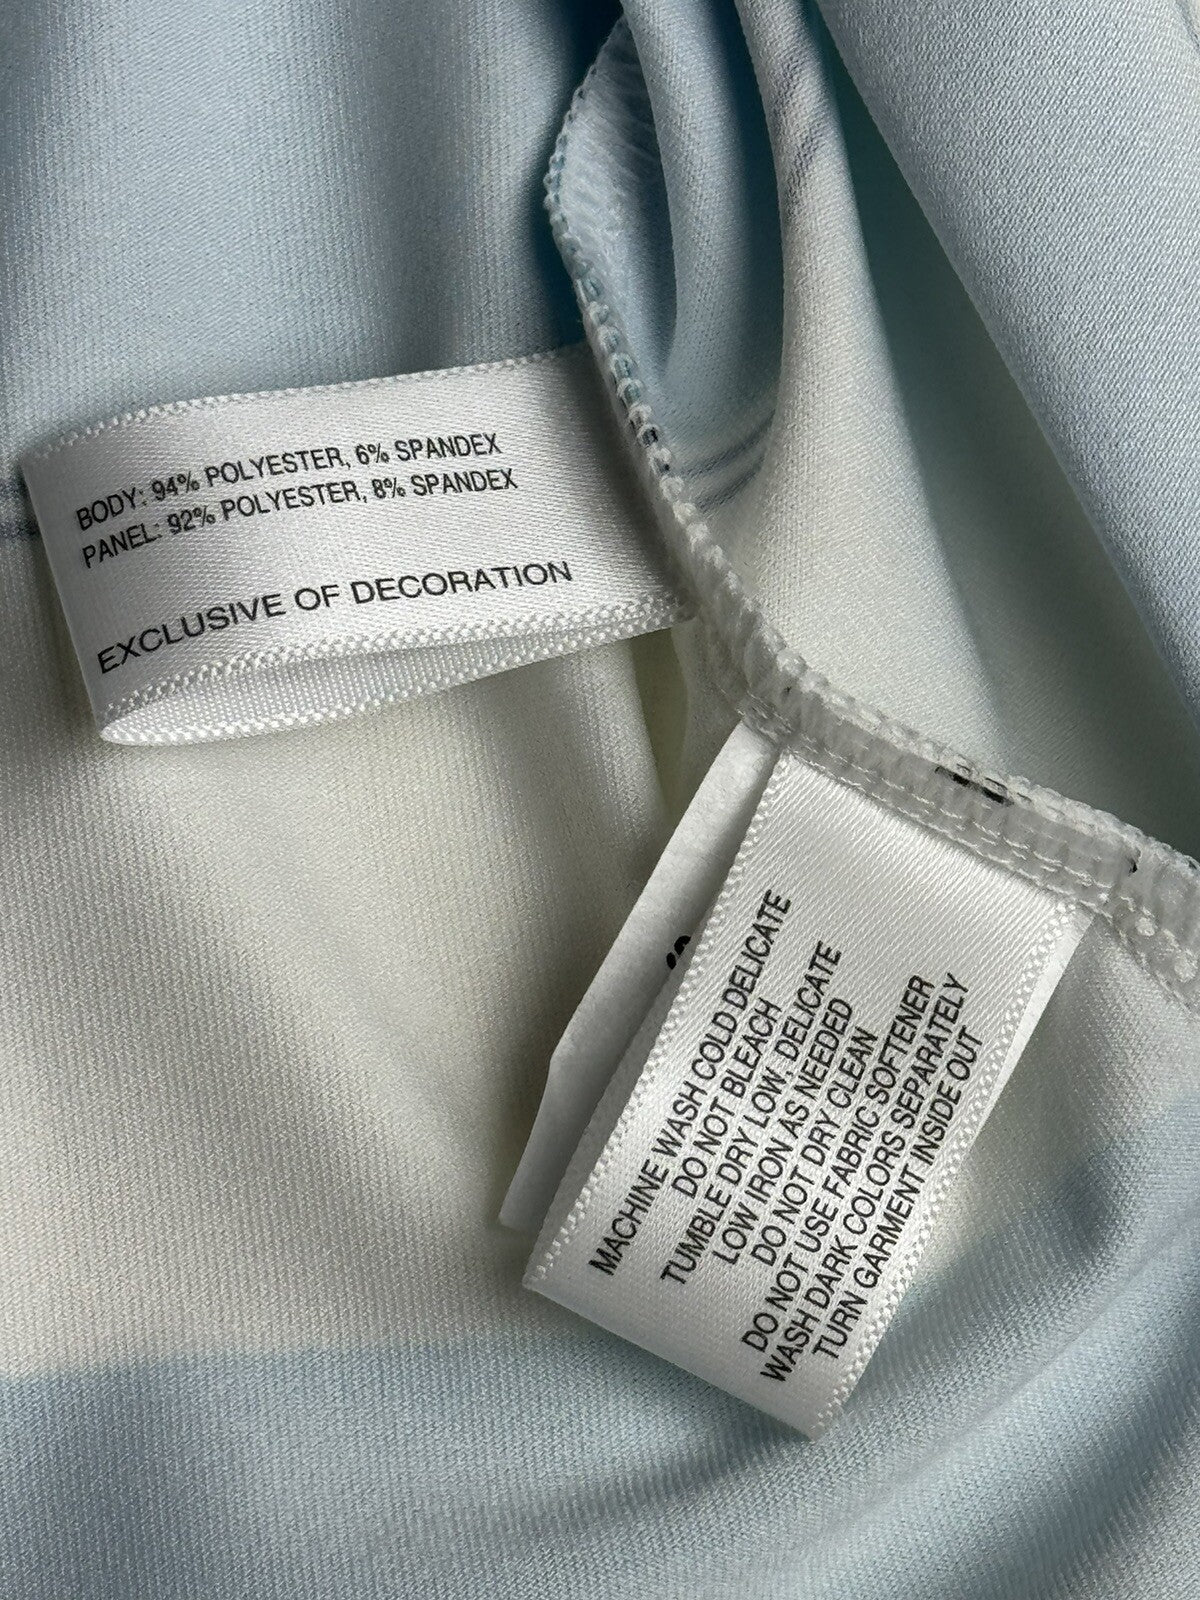 BODY: 94% POLYESTER, 6% SPANDEX
PANEL: 92% POLYESTER, 8% SPANDEX
EXCLUSIVE OF DECORATION
MACHINE WASH COLD DELICATE
DO NOT BLEACH
TUMBLE DRY LOW, DELICATE
LOW IRON AS NEEDED
DO NOT DRY CLEAN
DO NOT USE FABRIC SOFTENER
WASH DARK COLORS SEPARATELY
TURN GARMENT INSIDE OUT